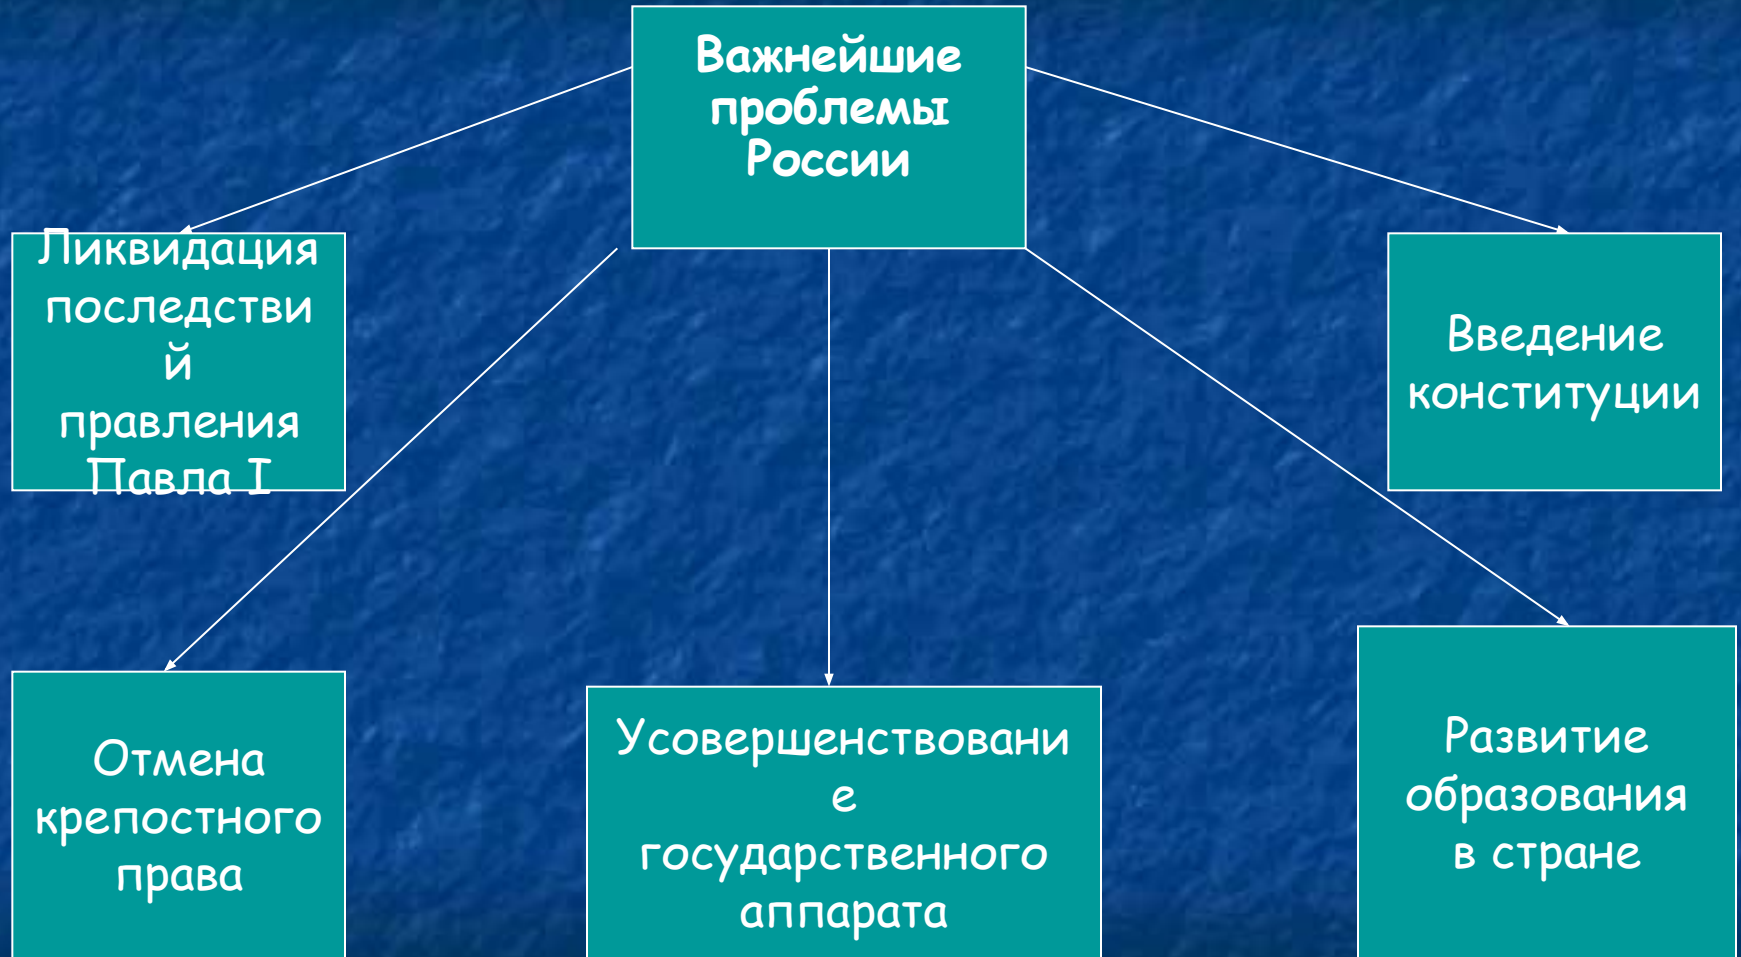 Важнейшие
проблемы
России
Ликвидация
последстви
й
правления
Павла I
Введение
конституции
Отмена
крепостного
права
Усовершенствовани
е
государственного
аппарата
Развитие
образования
в стране